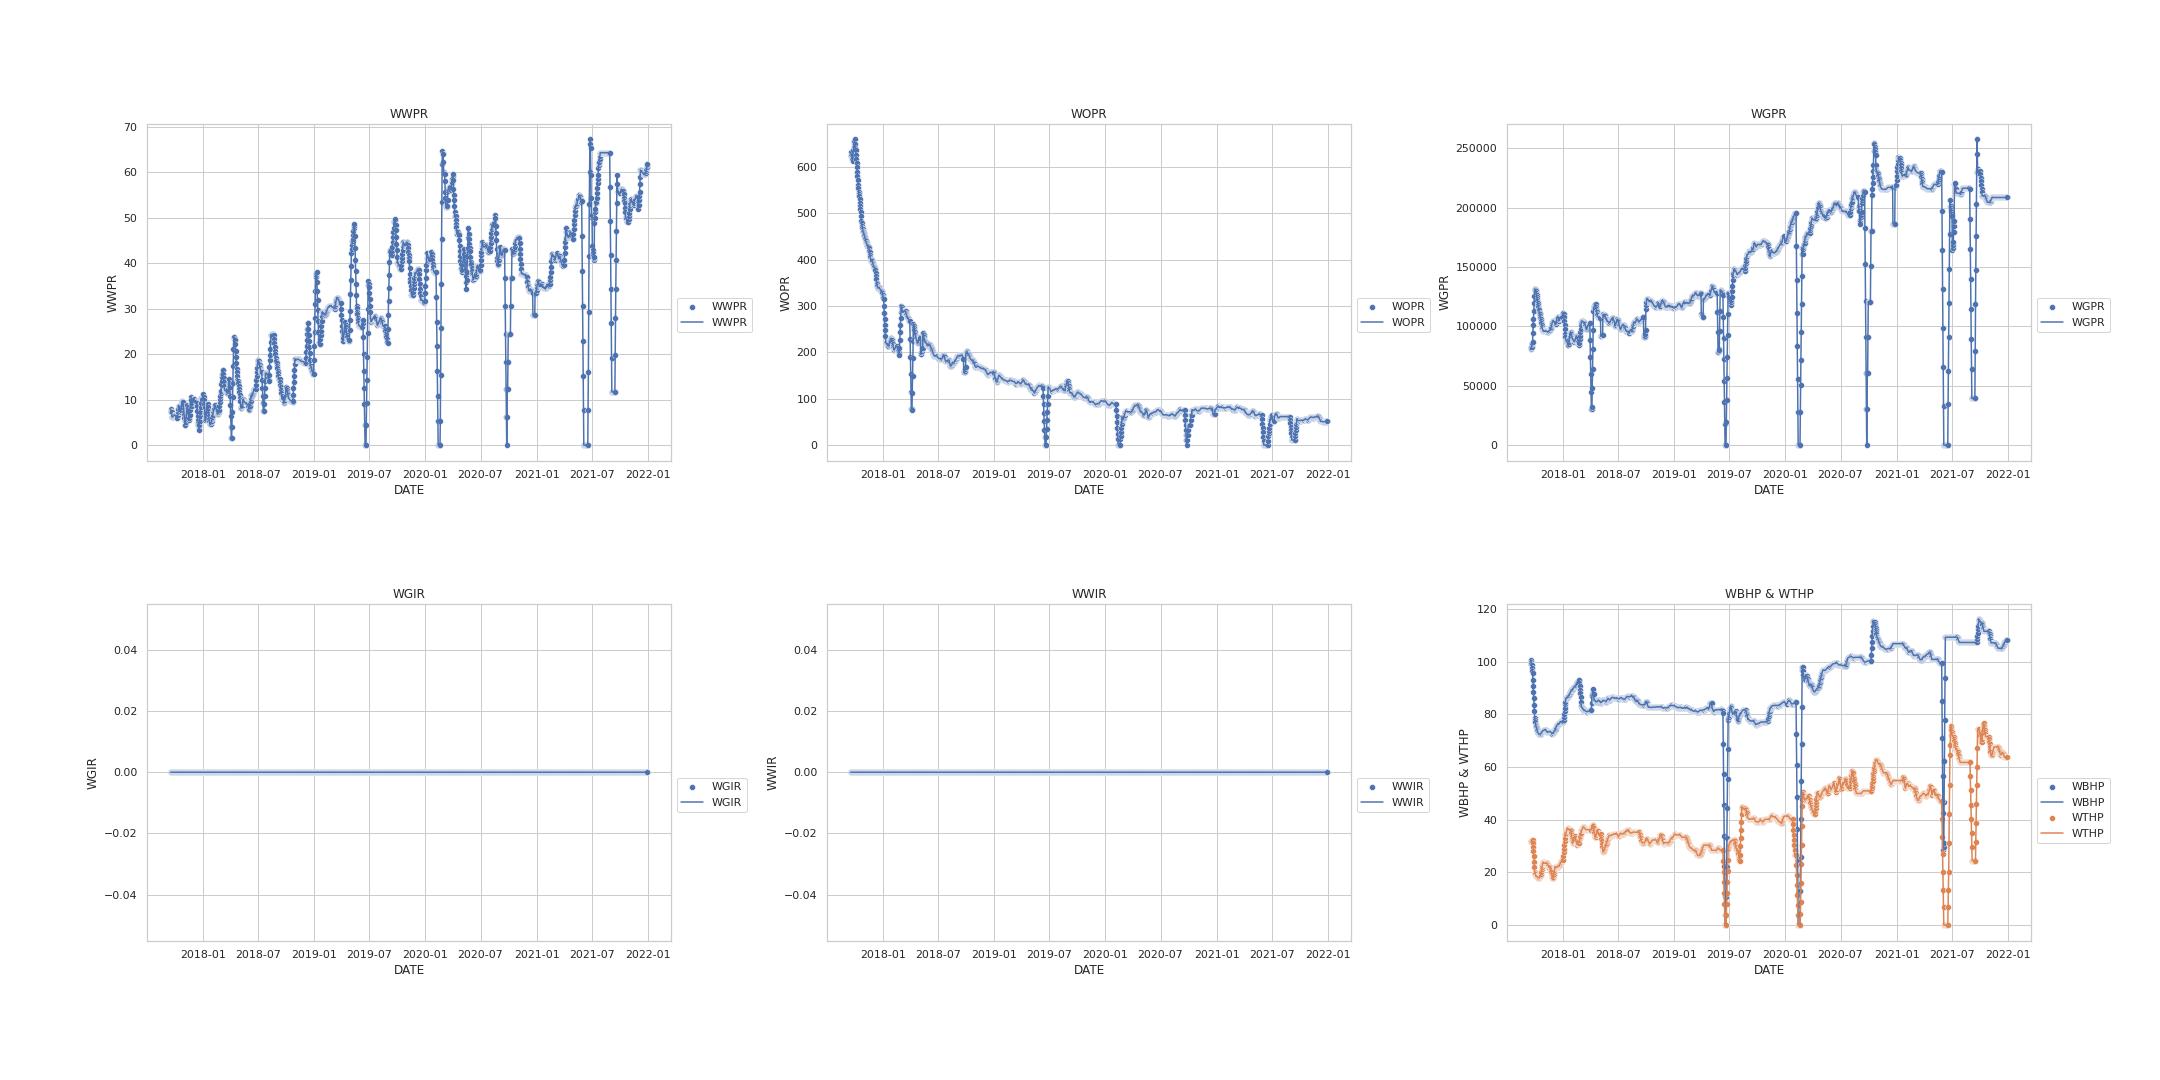 WWPR
WWPR
70
60
50
40
30
20
10
0
2018-01 2018-07 2019-01 2019-07 2020-01 2020-07 2021-01 2021-07 2022-01
DATE
WWPR
WWPR
WOPR
WOPR
600
500
400
300
200
100
0
2018-01 2018-07 2019-01 2019-07 2020-01 2020-07 2021-01 2021-07 2022-01
DATE
WOPR
WOPR
WGPR
WGPR
250000
200000
150000
100000
50000
0
2018-01 2018-07 2019-01 2019-07 2020-01 2020-07 2021-01 2021-07 2022-01
DATE
WGPR
WGPR
WGIR
WGIR
0.04
0.02
0.00
−0.02
−0.04
2018-01 2018-07 2019-01 2019-07 2020-01 2020-07 2021-01 2021-07 2022-01
DATE
WGIR
WGIR
WWIR
WWIR
0.04
0.02
0.00
−0.02
−0.04
2018-01 2018-07 2019-01 2019-07 2020-01 2020-07 2021-01 2021-07 2022-01
DATE
WWIR
WWIR
WBHP & WTHP
WBHP & WTHP
120
100
80
60
40
20
0
2018-01 2018-07 2019-01 2019-07 2020-01 2020-07 2021-01 2021-07 2022-01
DATE
WBHP
WBHP
WTHP
WTHP